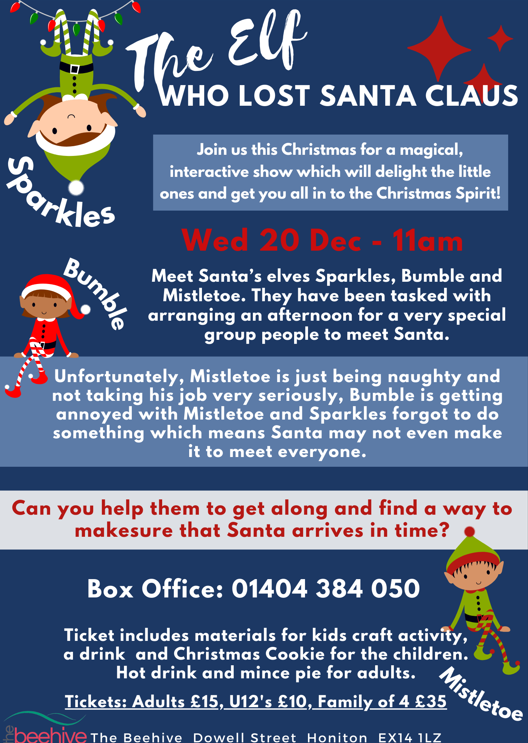 The Elf
WHO LOST SANTA CLAUS
Join us this Christmas for a magical,
interactive show which will delight the little
ones and get you all in to the Christmas Spirit!
Sparkles
Wed 20 Dec - 11am
Bumble
Meet Santa's elves Sparkles, Bumble and
Mistletoe. They have been tasked with
arranging an afternoon for a very special
group people to meet Santa.
Unfortunately, Mistletoe is just being naughty and
not taking his job very seriously, Bumble is getting
annoyed with Mistletoe and Sparkles forgot to do
something which means Santa may not even make
it to meet everyone.
Can you help them to get along and find a way to
makesure that Santa arrives in time?
Box Office: 01404 384 050
Ticket includes materials for kids craft activity,
a drink and Christmas Cookie for the children.
Hot drink and mince pie for adults.
Mistletoe
Tickets: Adults £15, U12's £10, Family of 4 £35
the beehive The Beehive Dowell Street Honiton EX14 1LZ